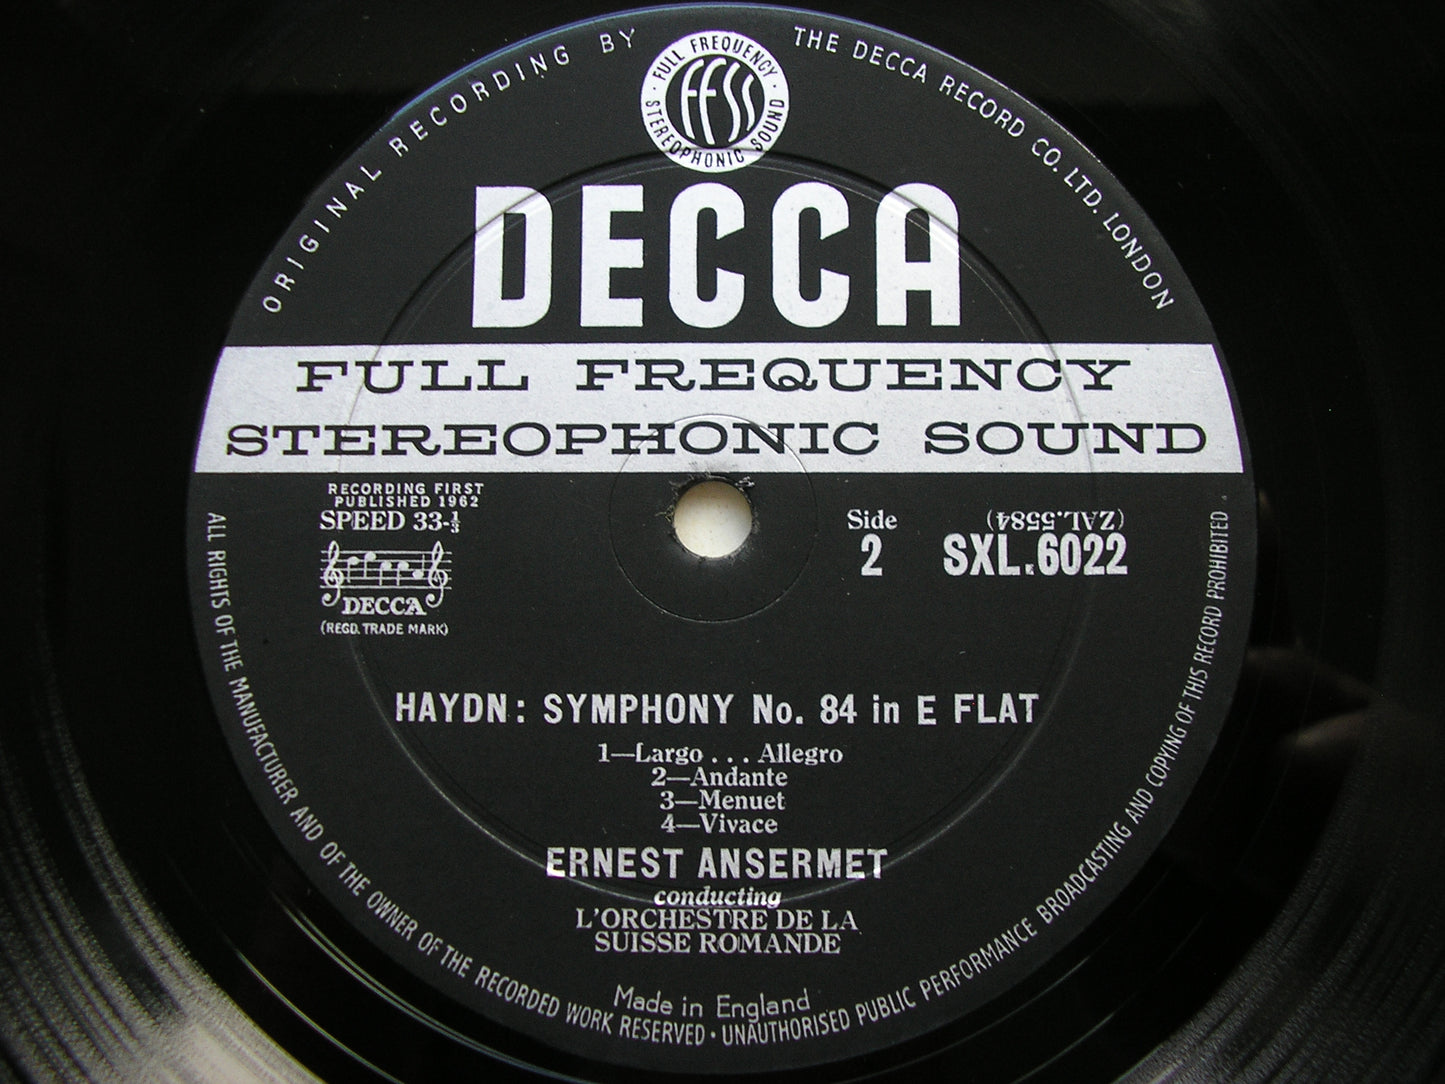 ORIGINAL RECORDING BY
THE DECCA RECORD CO. LTD. LONDON
FULL FREQUENCY
ffss
STEREOPHONIC SOUND
DECCA
FULL FREQUENCY
STEREOPHONIC SOUND
RECORDING FIRST
PUBLISHED 1962
SPEED 33-⅓
DECCA
(REGD. TRADE MARK)
Side
2
(ZAL.5584)
SXL.6022
HAYDN: SYMPHONY No. 84 in E FLAT
1—Largo . . . Allegro
2—Andante
3—Menuet
4—Vivace
ERNEST ANSERMET
conducting
L'ORCHESTRE DE LA
SUISSE ROMANDE
Made in England
ALL RIGHTS OF THE MANUFACTURER AND OF THE OWNER OF THE RECORDED WORK RESERVED · UNAUTHORISED PUBLIC PERFORMANCE BROADCASTING AND COPYING OF THIS RECORD PROHIBITED .